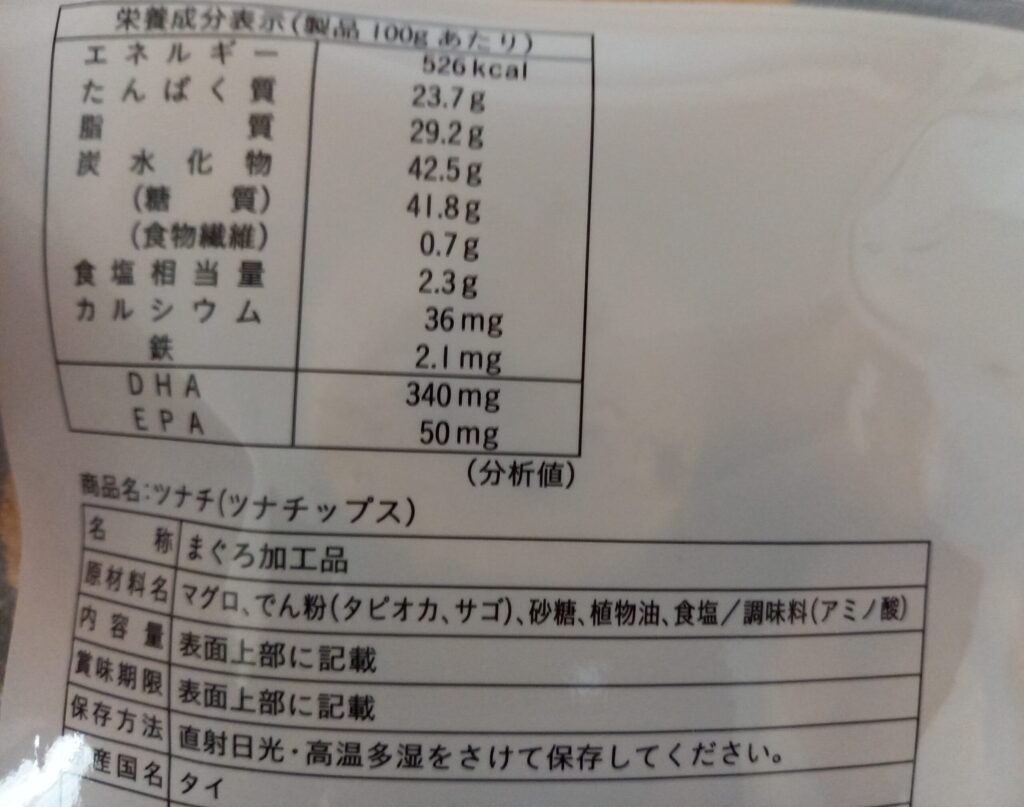 栄養成分表示(製品100gあたり)
エネルギー 526kcal
たんぱく質 23.7g
脂質 29.2g
炭水化物 42.5g
(糖質) 41.8g
(食物繊維) 0.7g
食塩相当量 2.3g
カルシウム 36mg
鉄 2.1mg
DHA 340mg
EPA 50mg
(分析値)
商品名:ツナチ(ツナチップス)
名称 まぐろ加工品
原材料名 マグロ、でん粉(タピオカ、サゴ)、砂糖、植物油、食塩/調味料(アミノ酸)
内容量 表面上部に記載
賞味期限 表面上部に記載
保存方法 直射日光・高温多湿をさけて保存してください。
産国名 タイ